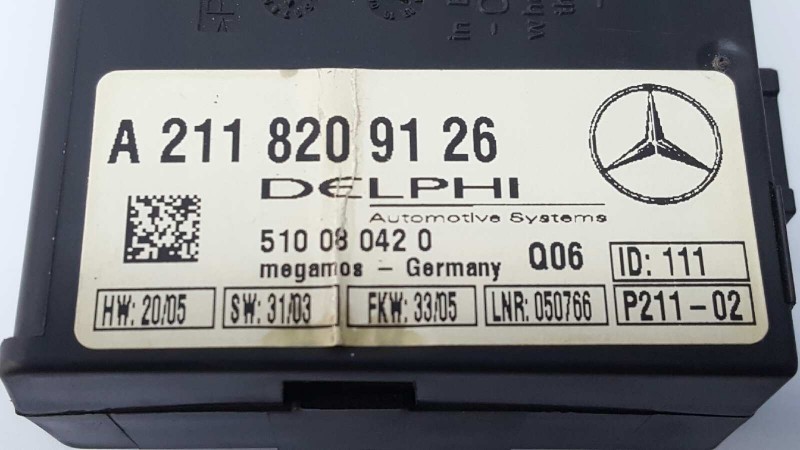 A 211 820 91 26
DELPHI
Automotive Systems
510 08 042 0
Q06
ID: 111
megamos - Germany
HW: 20/05
SW: 31/03
FKW: 33/05
LNR: 050766
P211-02